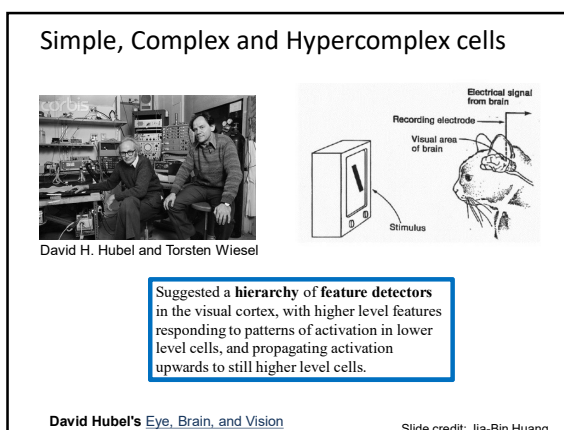 Simple, Complex and Hypercomplex cells
corbis
Electrical signal
from brain
Recording electrode
Visual area
of brain
Stimulus
David H. Hubel and Torsten Wiesel
Suggested a hierarchy of feature detectors
in the visual cortex, with higher level features
responding to patterns of activation in lower
level cells, and propagating activation
upwards to still higher level cells.
David Hubel's Eye, Brain, and Vision
Slide credit: Jia-Bin Huang